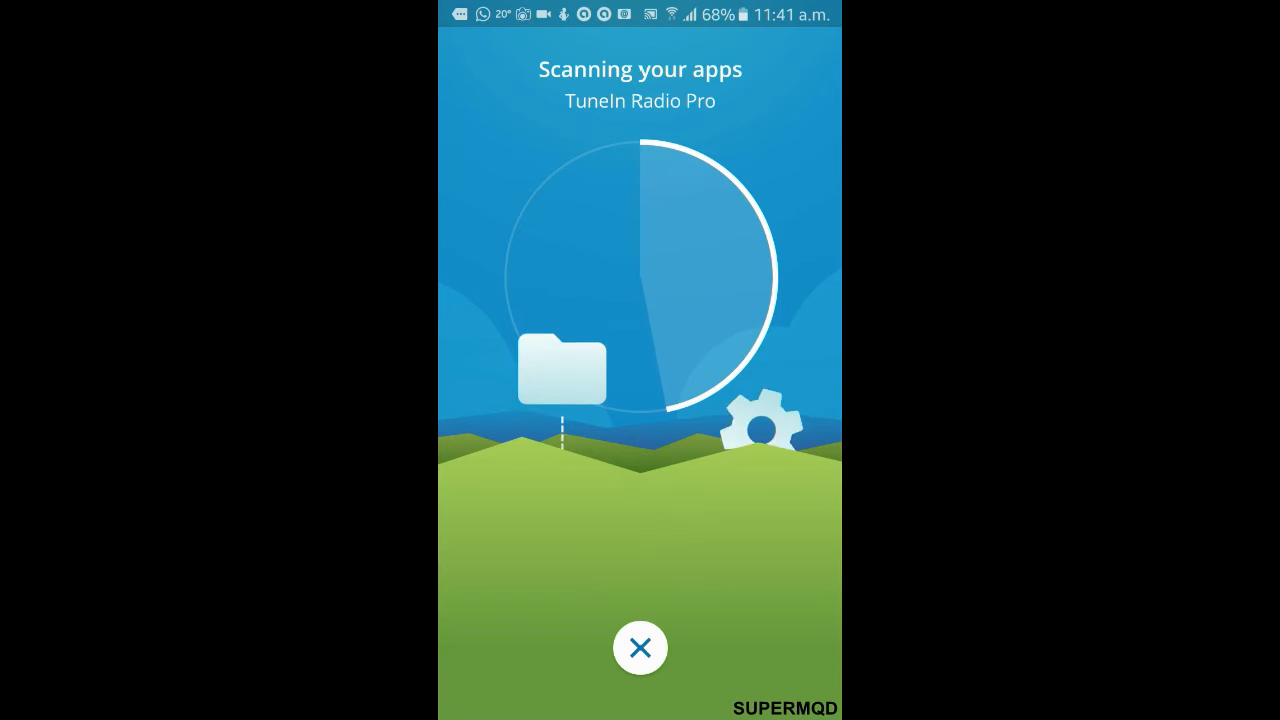 20° 68% 11:41 a.m.
Scanning your apps
TuneIn Radio Pro
SUPERMQD